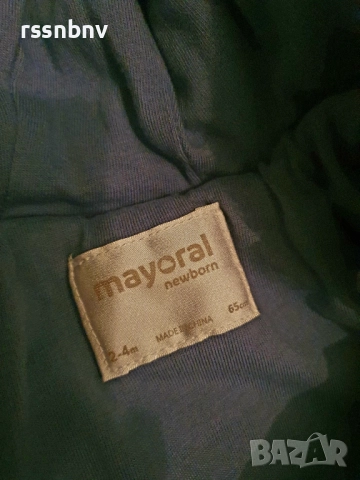 rssnbnv
mayoral
newborn
2-4m
65cm
MADE IN CHINA
BAZAR